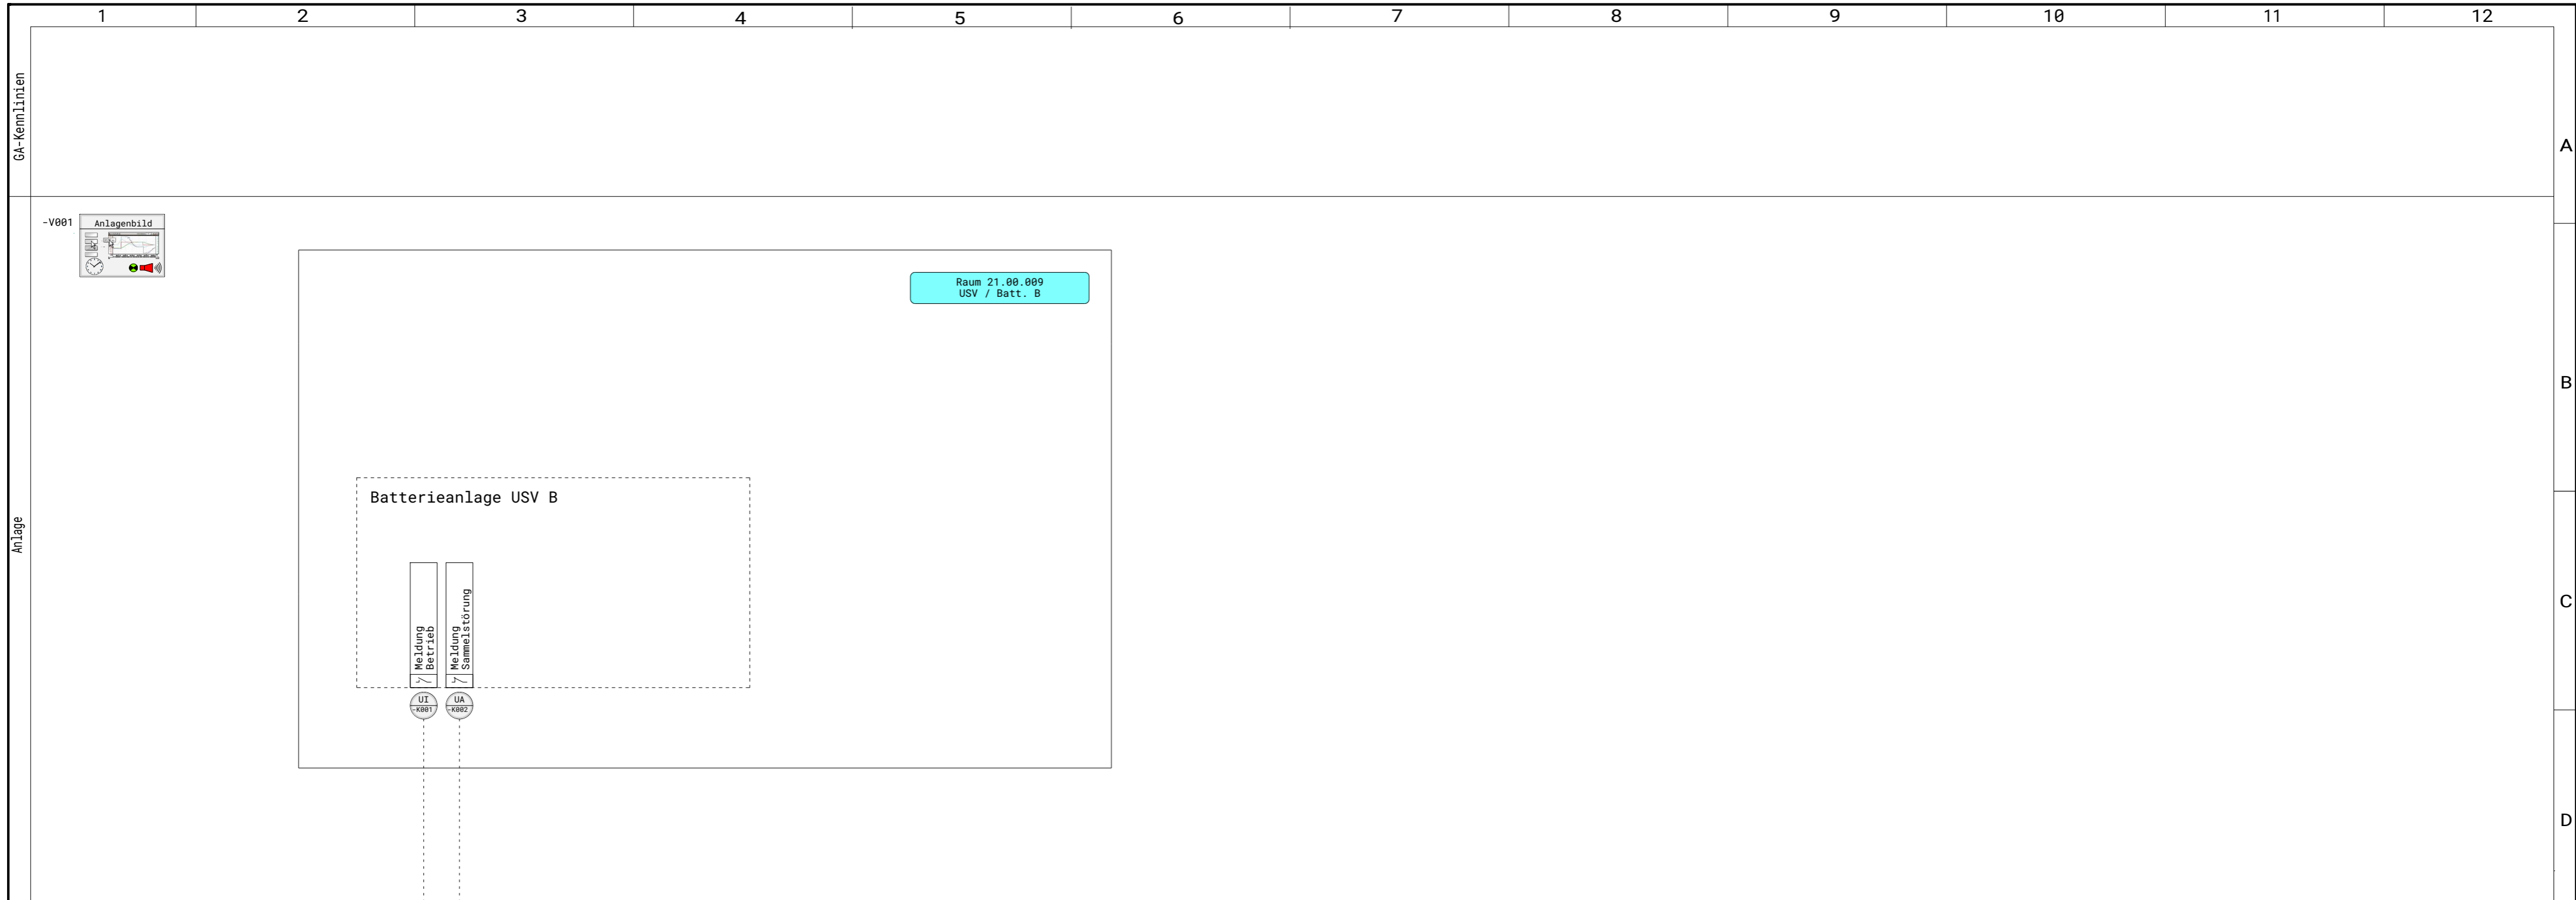 1 2 3 4 5 6 7 8 9 10 11 12
GA-Kennlinien
A
-V001
Anlagenbild
Raum 21.00.009
USV / Batt. B
B
Batterieanlage USV B
Anlage
Meldung
Betrieb
Meldung
Sammelstörung
C
UI
-K001
UA
-K002
D